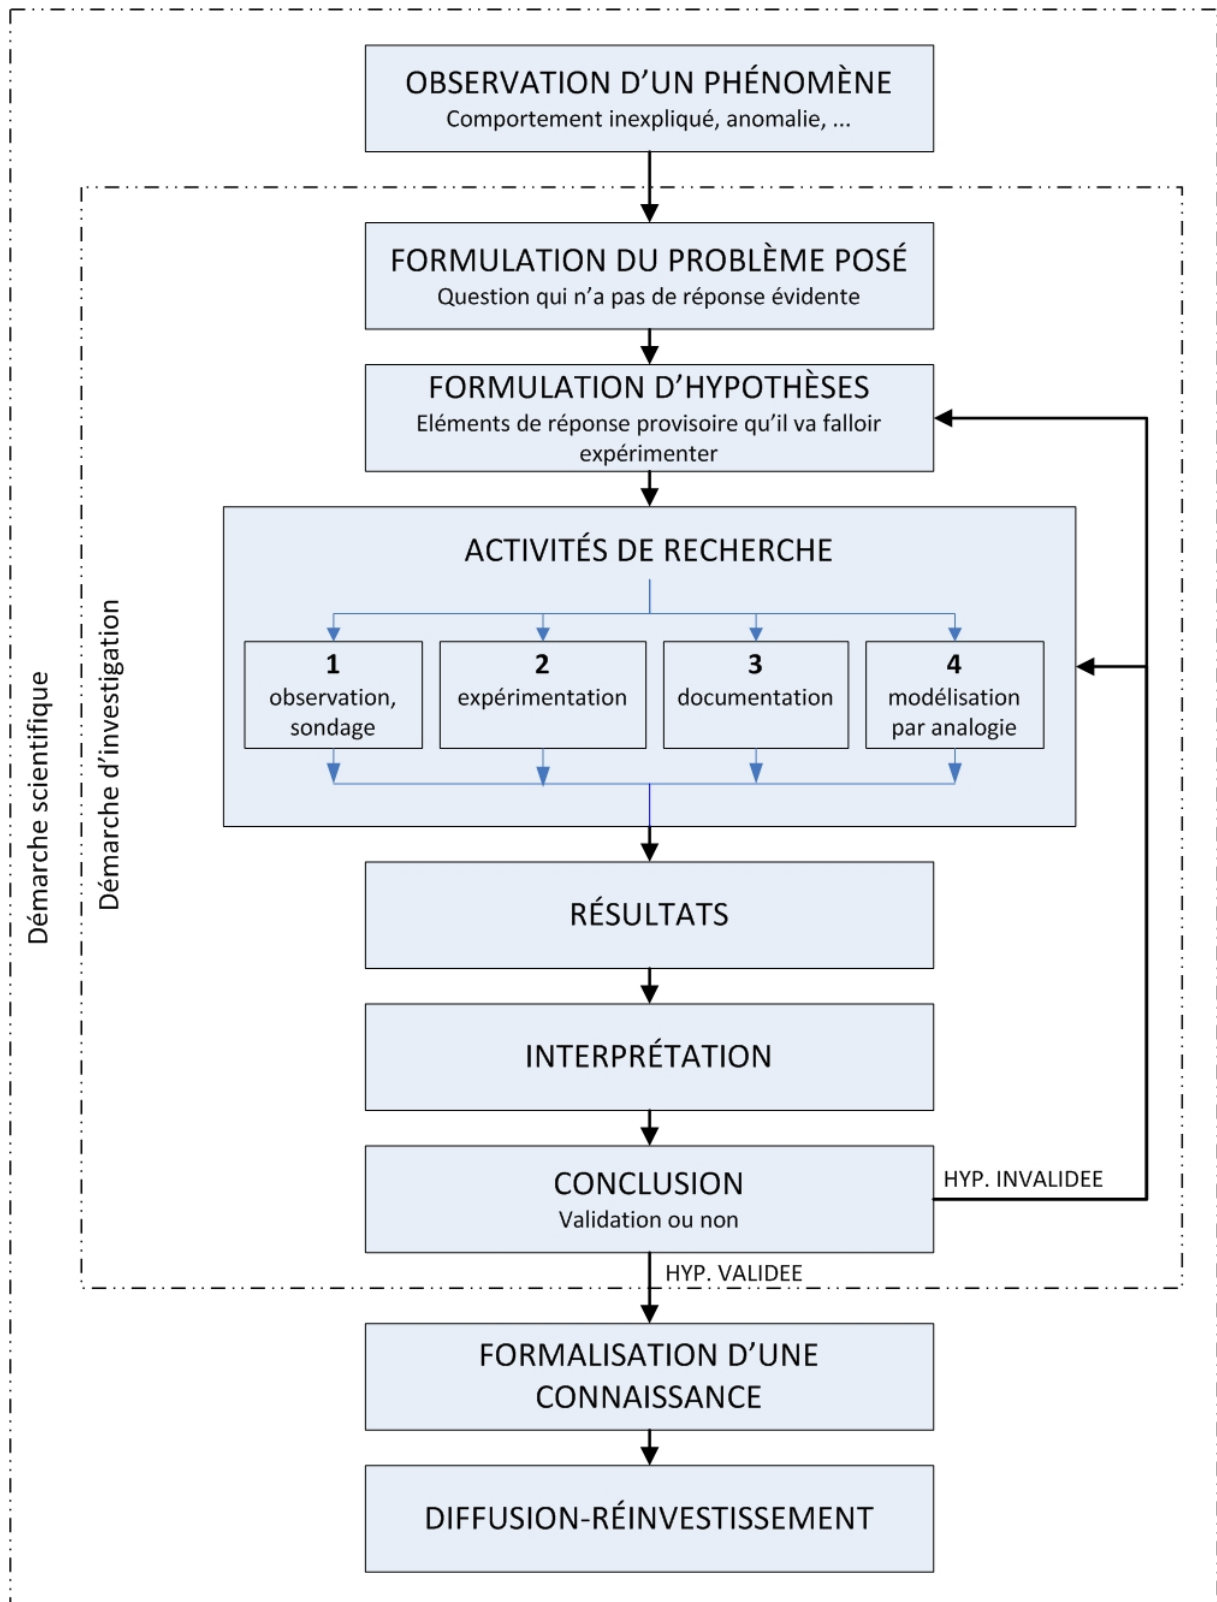 OBSERVATION D’UN PHÉNOMÈNE
Comportement inexpliqué, anomalie, ...
FORMULATION DU PROBLÈME POSÉ
Question qui n’a pas de réponse évidente
FORMULATION D’HYPOTHÈSES
Eléments de réponse provisoire qu’il va falloir
expérimenter
ACTIVITÉS DE RECHERCHE
1
observation,
sondage
2
expérimentation
3
documentation
4
modélisation
par analogie
Démarche scientifique
Démarche d’investigation
RÉSULTATS
INTERPRÉTATION
CONCLUSION
Validation ou non
HYP. INVALIDEE
HYP. VALIDEE
FORMALISATION D’UNE
CONNAISSANCE
DIFFUSION-RÉINVESTISSEMENT